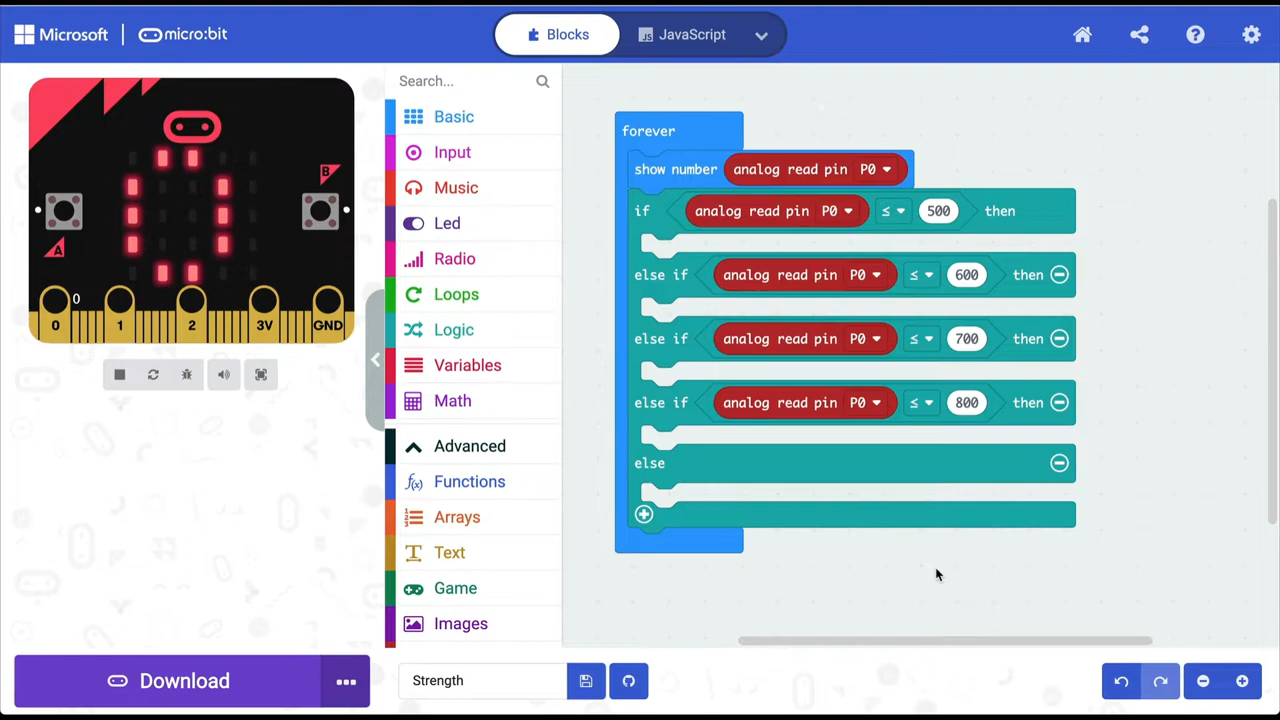 Microsoft | micro:bit
Blocks
JavaScript
B
A
0
0 1 2 3V GND
Download
Search...
Basic
Input
Music
Led
Radio
Loops
Logic
Variables
Math
Advanced
Functions
Arrays
Text
Game
Images
Strength
forever
show number analog read pin P0
if analog read pin P0 ≤ 500 then
else if analog read pin P0 ≤ 600 then
else if analog read pin P0 ≤ 700 then
else if analog read pin P0 ≤ 800 then
else